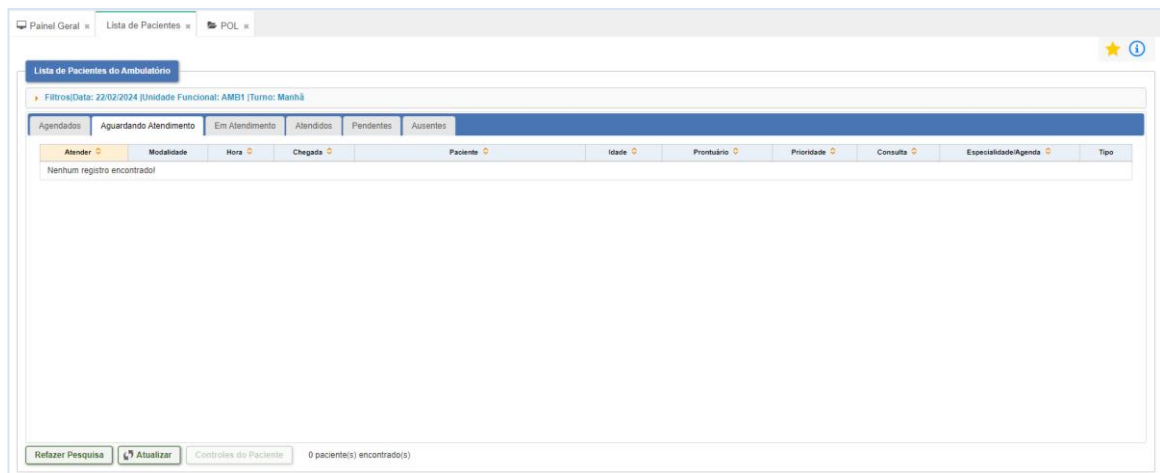 Painel Geral × Lista de Pacientes × POL ×
Lista de Pacientes do Ambulatório
Filtros|Data: 22/02/2024 |Unidade Funcional: AMB1 |Turno: Manhã
Agendados Aguardando Atendimento Em Atendimento Atendidos Pendentes Ausentes
Atender Modalidade Hora Chegada Paciente Idade Prontuário Prioridade Consulta Especialidade/Agenda Tipo
Nenhum registro encontrado!
Refazer Pesquisa Atualizar Controles do Paciente 0 paciente(s) encontrado(s)